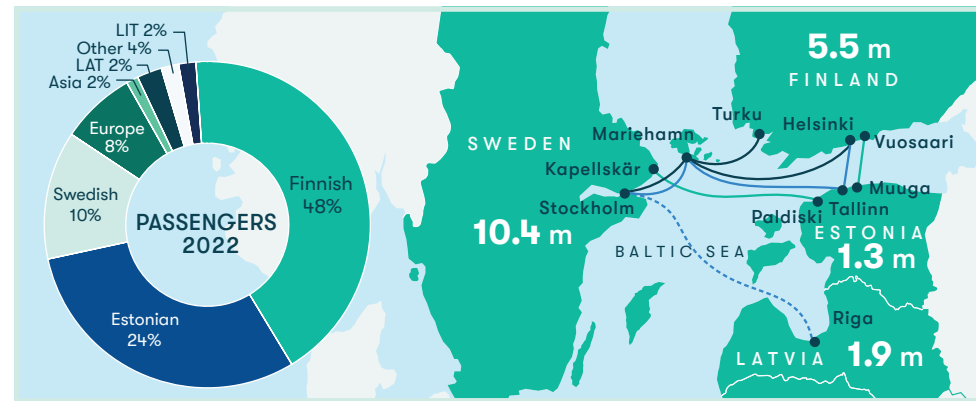 LIT 2%
Other 4%
LAT 2%
Asia 2%
Europe
8%
Swedish
10%
Estonian
24%
Finnish
48%
PASSENGERS
2022
5.5 m
FINLAND
SWEDEN
10.4 m
Mariehamn
Turku
Helsinki
Vuosaari
Kapellskär
Stockholm
Muuga
Tallinn
Paldiski
ESTONIA
1.3 m
BALTIC SEA
Riga
LATVIA
1.9 m